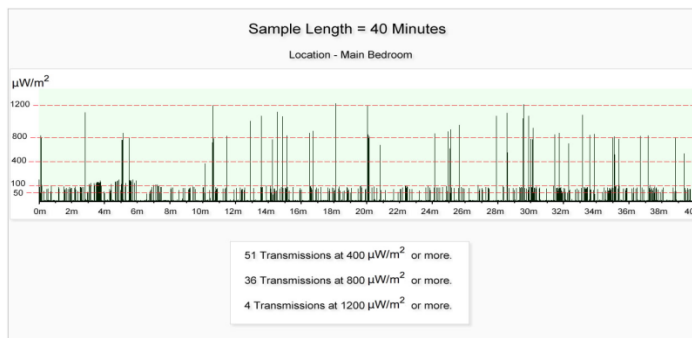 Sample Length = 40 Minutes
Location - Main Bedroom
µW/m²
1200
800
400
100
50
0m 2m 4m 6m 8m 10m 12m 14m 16m 18m 20m 22m 24m 26m 28m 30m 32m 34m 36m 38m 40
51 Transmissions at 400 µW/m² or more.
36 Transmissions at 800 µW/m² or more.
4 Transmissions at 1200 µW/m² or more.